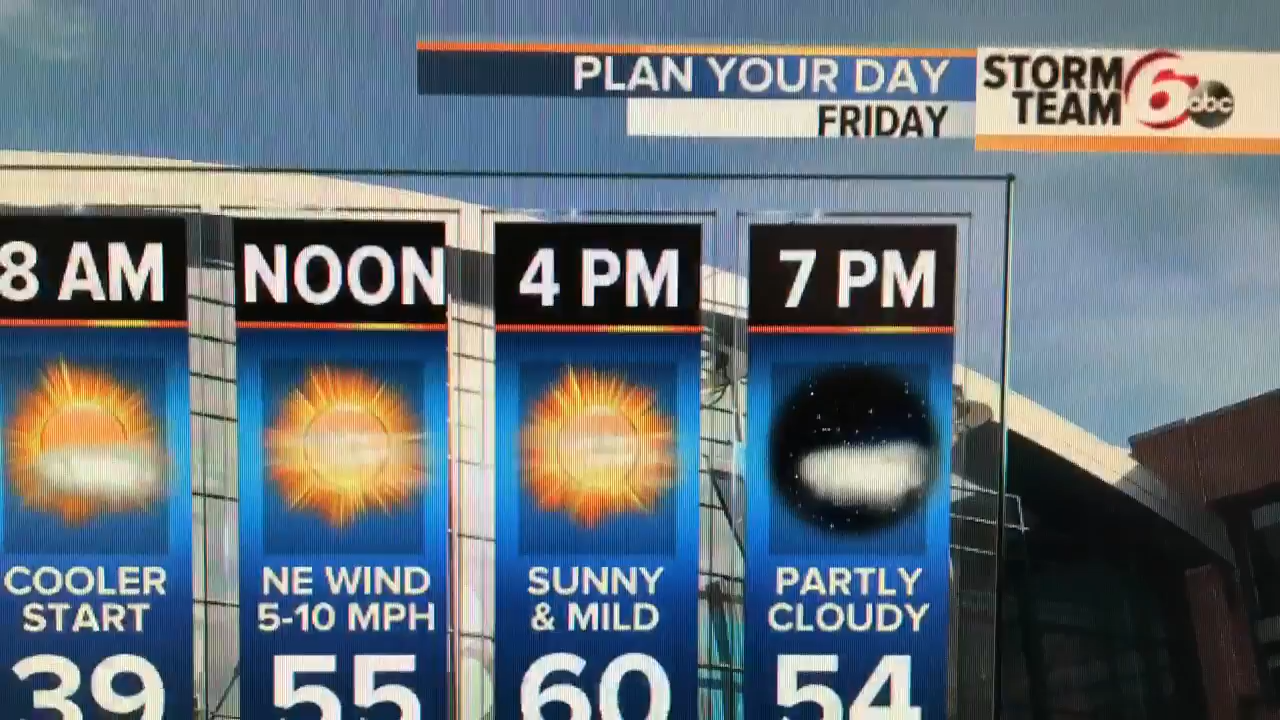 PLAN YOUR DAY
FRIDAY
STORM
TEAM 6 abc
8 AM
COOLER
START
39
NOON
NE WIND
5-10 MPH
55
4 PM
SUNNY
& MILD
60
7 PM
PARTLY
CLOUDY
54